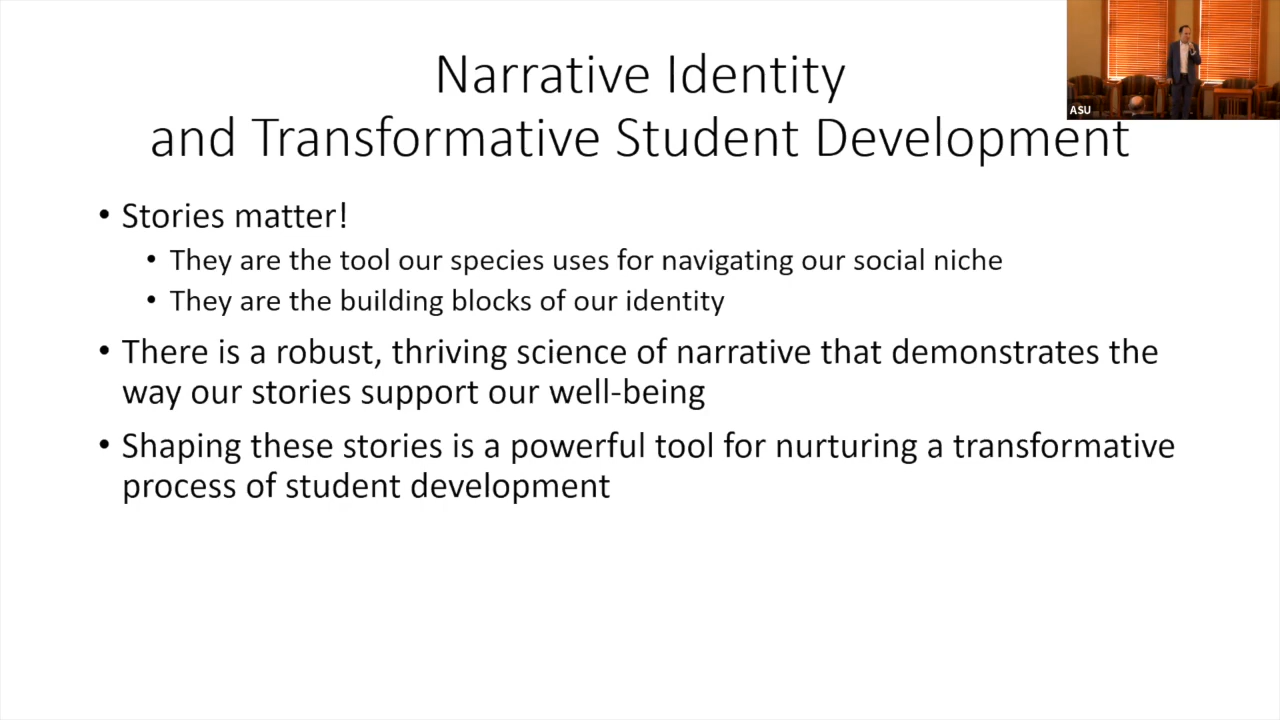 Narrative Identity
and Transformative Student Development
ASU
• Stories matter!
• They are the tool our species uses for navigating our social niche
• They are the building blocks of our identity
• There is a robust, thriving science of narrative that demonstrates the
way our stories support our well-being
• Shaping these stories is a powerful tool for nurturing a transformative
process of student development